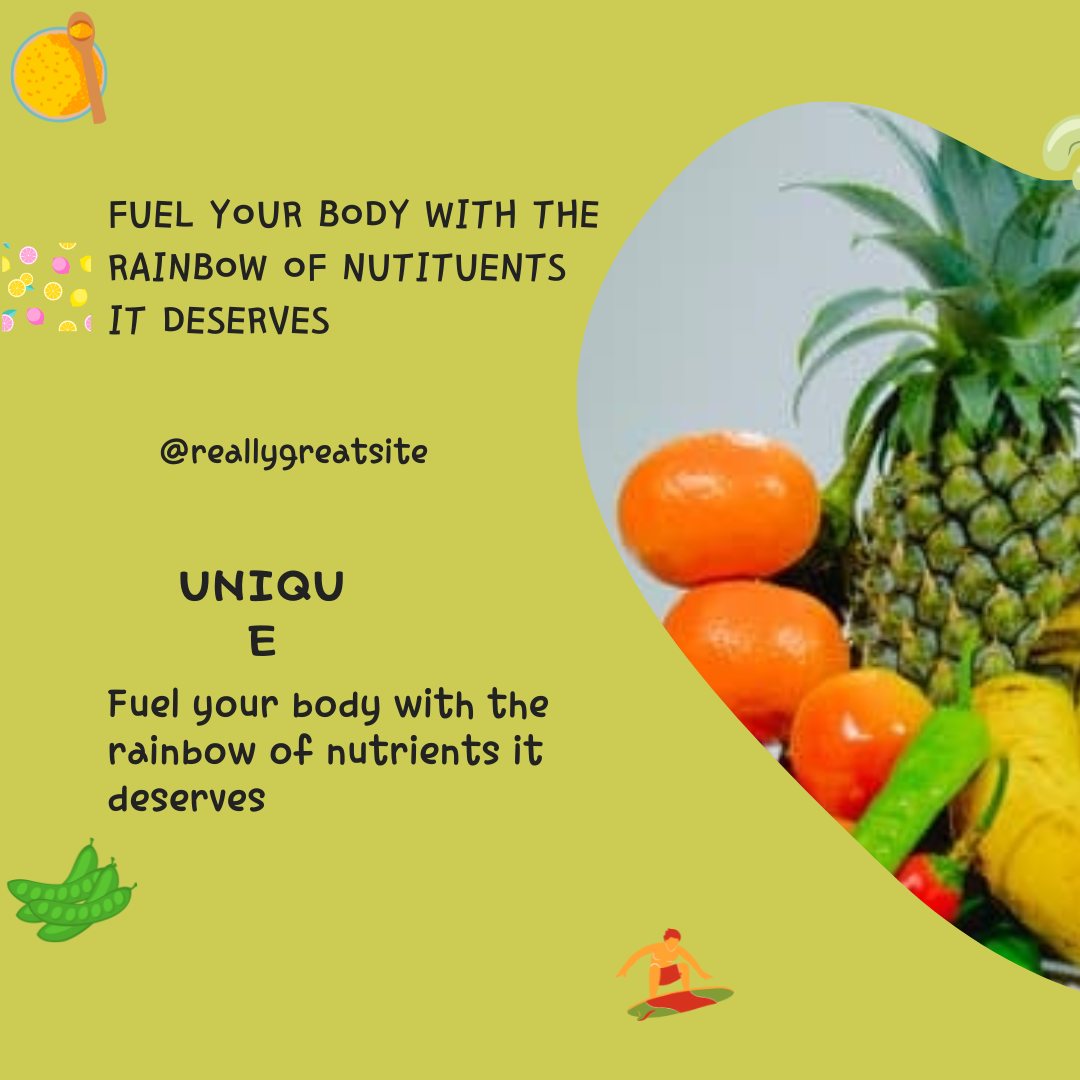 FUEL YOUR BODY WITH THE
RAINBOW OF NUTITUENTS
IT DESERVES
@reallygreatsite
UNIQU
E
Fuel your body with the
rainbow of nutrients it
deserves